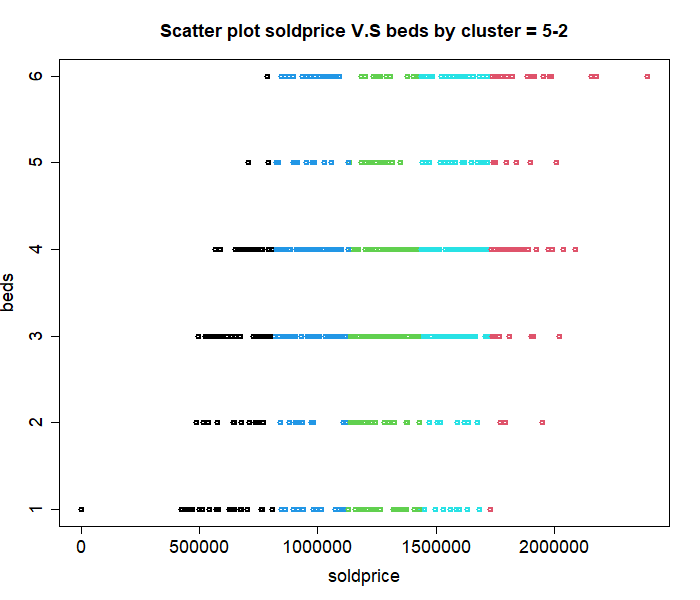 Scatter plot soldprice V.S beds by cluster = 5-2
6
5
4
3
2
1
beds
0 500000 1000000 1500000 2000000
soldprice